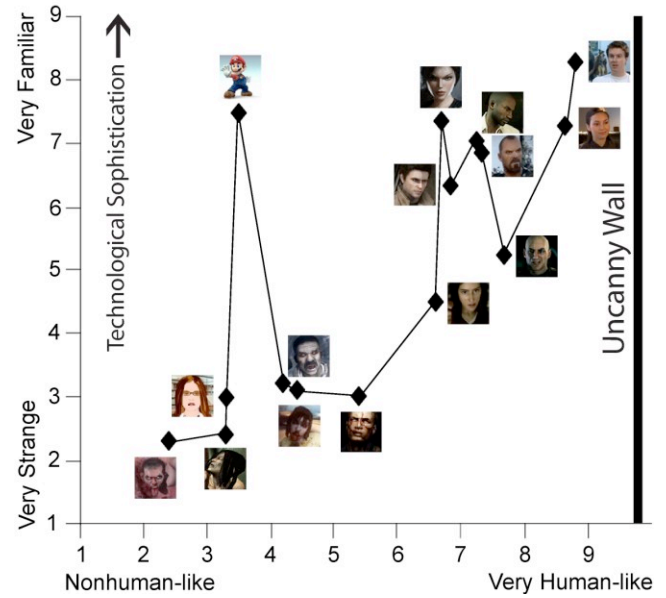 9
8
7
6
5
4
3
2
1
Very Familiar
Very Strange
Technological Sophistication
Uncanny Wall
1 2 3 4 5 6 7 8 9
Nonhuman-like Very Human-like